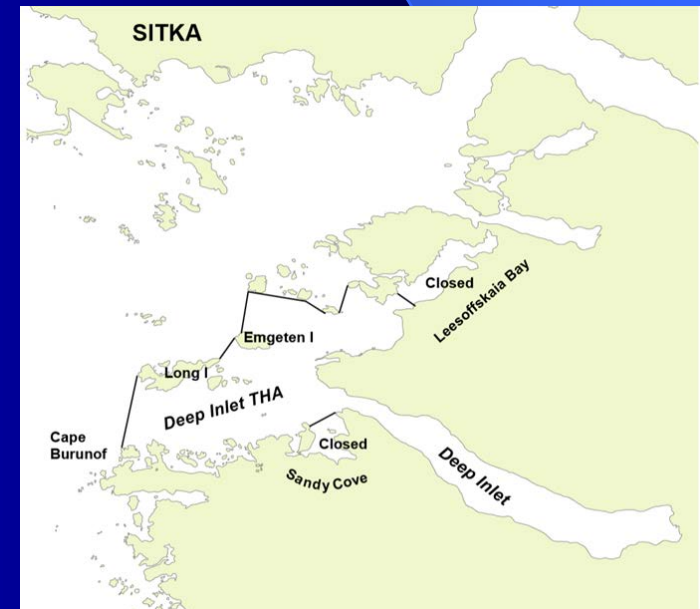 SITKA
Closed
Leesoffskaia Bay
Emgeten I
Long I
Deep Inlet THA
Cape
Burunof
Closed
Sandy Cove
Deep Inlet